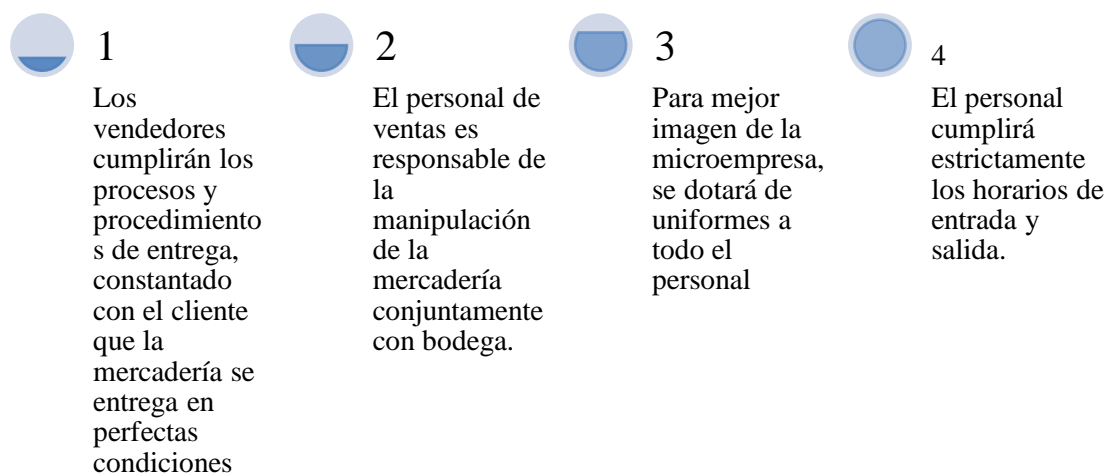 1
Los
vendedores
cumplirán los
procesos y
procedimiento
s de entrega,
constantado
con el cliente
que la
mercadería se
entrega en
perfectas
condiciones
2
El personal de
ventas es
responsable de
la
manipulación
de la
mercadería
conjuntamente
con bodega.
3
Para mejor
imagen de la
microempresa,
se dotará de
uniformes a
todo el
personal
4
El personal
cumplirá
estrictamente
los horarios de
entrada y
salida.